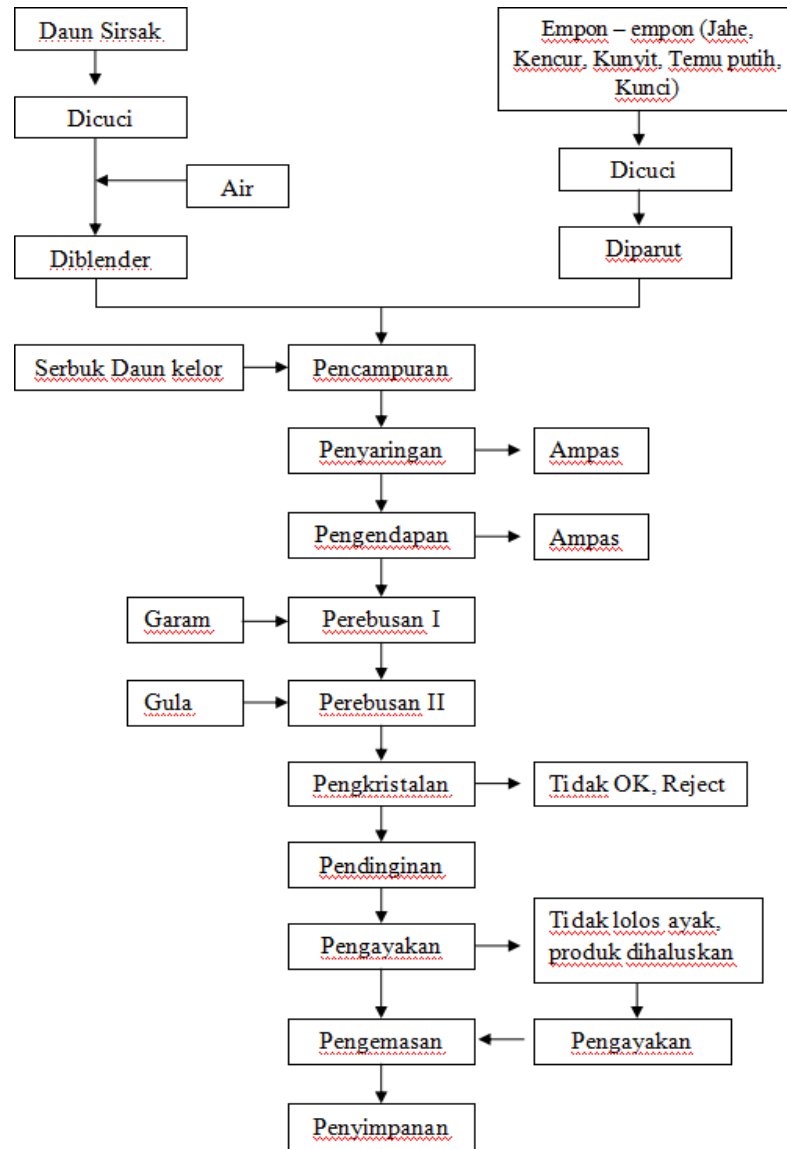 Daun Sirsak
Empon – empon (Jahe,
Kencur, Kunyit, Temu putih,
Kunci)
Dicuci
Air
Dicuci
Diblender
Diparut
Serbuk Daun kelor
Pencampuran
Penyaringan
Ampas
Pengendapan
Ampas
Garam
Perebusan I
Gula
Perebusan II
Pengkristalan
Tidak OK, Reject
Pendinginan
Pengayakan
Tidak lolos ayak,
produk dihaluskan
Pengemasan
Pengayakan
Penyimpanan